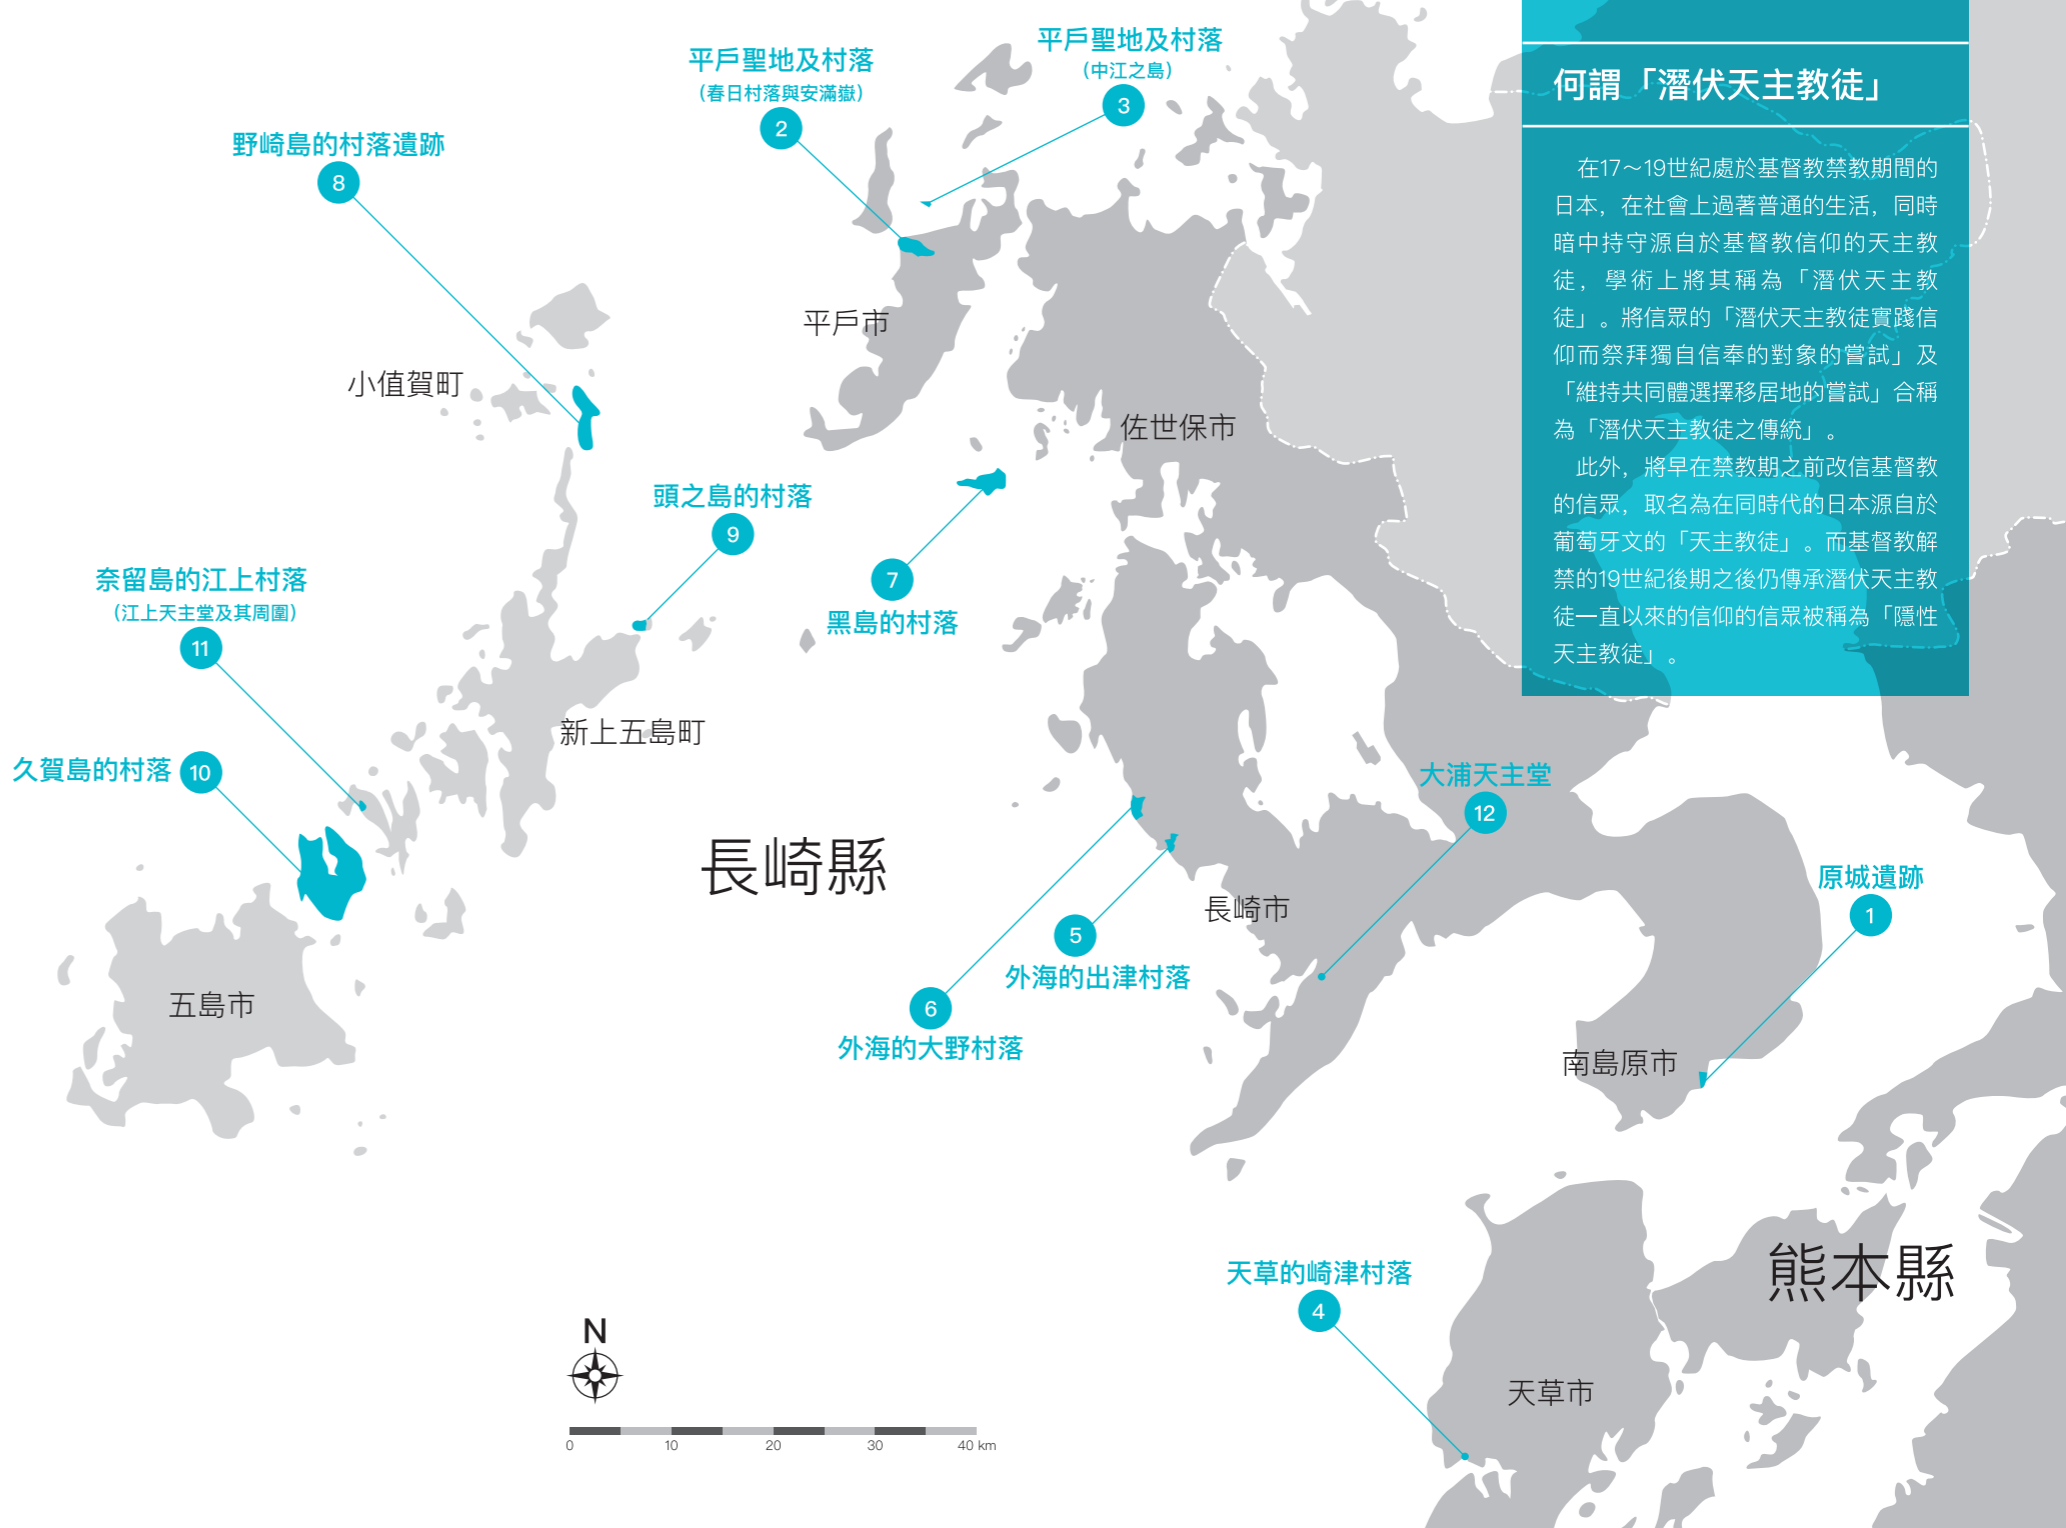 平戶聖地及村落
（中江之島）
3
平戶聖地及村落
（春日村落與安滿嶽）
2
野崎島的村落遺跡
8
何謂「潛伏天主教徒」
在17～19世紀處於基督教禁教期間的
日本，在社會上過著普通的生活，同時
暗中持守源自於基督教信仰的天主教
徒，學術上將其稱為「潛伏天主教
徒」。將信眾的「潛伏天主教徒實踐信
仰而祭拜獨自信奉的對象的嘗試」及
「維持共同體選擇移居地的嘗試」合稱
為「潛伏天主教徒之傳統」。
此外，將早在禁教期之前改信基督教
的信眾，取名為在同時代的日本源自於
葡萄牙文的「天主教徒」。而基督教解
禁的19世紀後期之後仍傳承潛伏天主教
徒一直以來的信仰的信眾被稱為「隱性
天主教徒」。
平戶市
小值賀町
佐世保市
頭之島的村落
9
7
黑島的村落
奈留島的江上村落
（江上天主堂及其周圍）
11
新上五島町
久賀島的村落
10
大浦天主堂
12
長崎縣
原城遺跡
1
長崎市
5
外海的出津村落
五島市
6
外海的大野村落
南島原市
天草的崎津村落
4
熊本縣
天草市
N
0 10 20 30 40 km